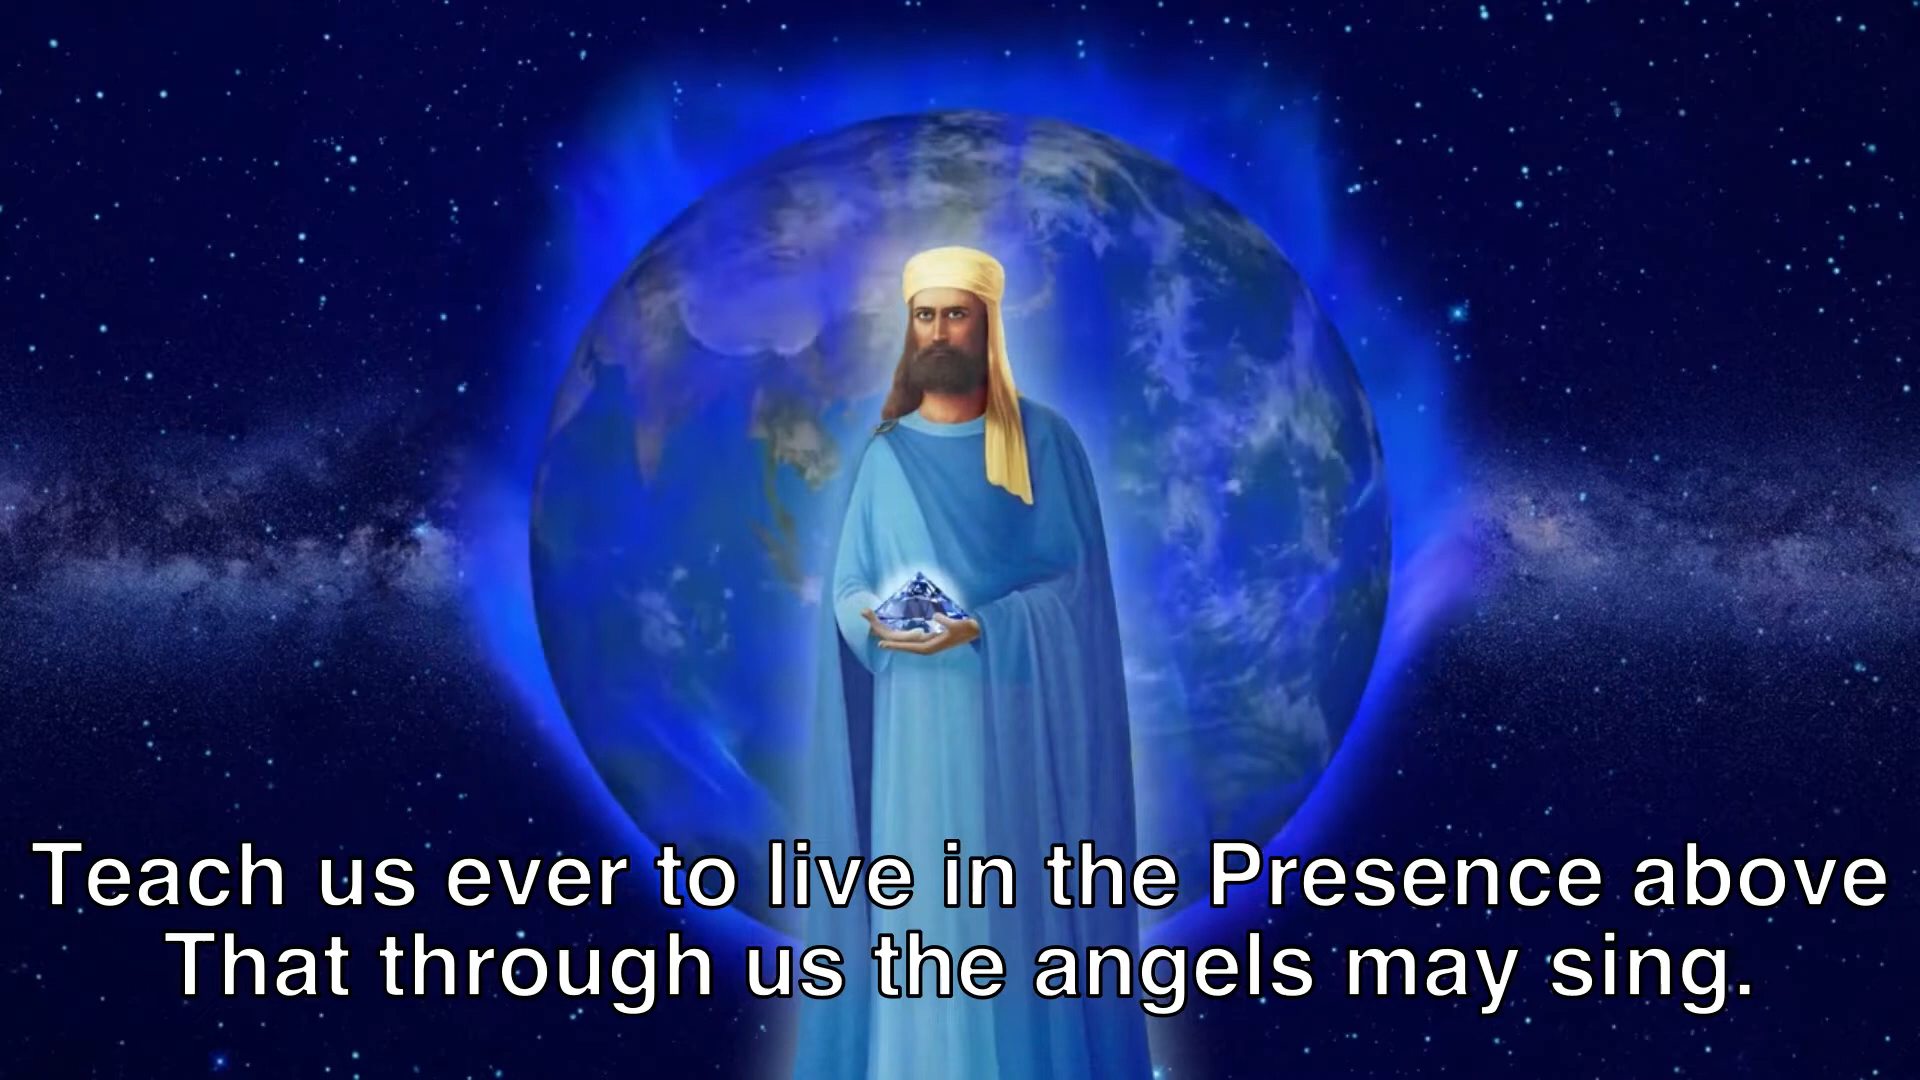 Teach us ever to live in the Presence above
That through us the angels may sing.